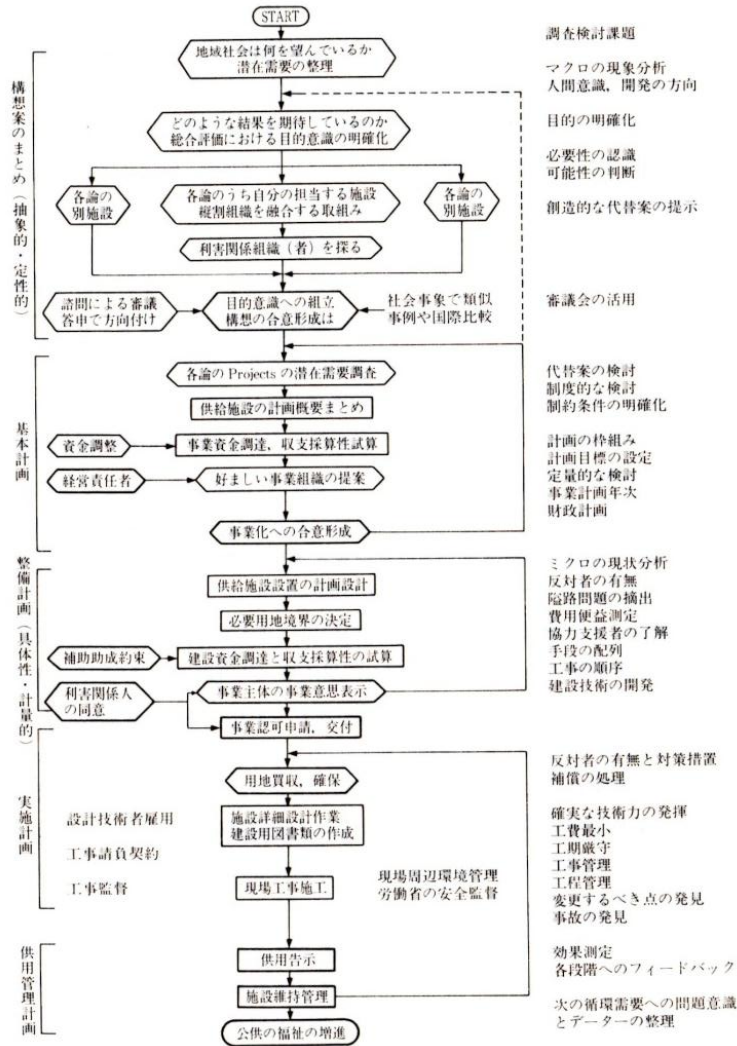 START
地域社会は何を望んでいるか
潜在需要の整理
どのような結果を期待しているのか
総合評価における目的意識の明確化
各論の
別施設
各論のうち自分の担当する施設
縦割組織を融合する取組み
各論の
別施設
利害関係組織(者)を探る
諮問による審議
答申で方向付け
目的意識への組立
構想の合意形成は
社会事象で類似
事例や国際比較
構想案のまとめ(抽象的・定性的)
各論の Projects の潜在需要調査
供給施設の計画概要まとめ
資金調整
事業資金調達,収支採算性試算
経営責任者
好ましい事業組織の提案
事業化への合意形成
基本計画
供給施設設置の計画設計
必要用地境界の決定
補助助成約束
建設資金調達と収支採算性の試算
利害関係人
の同意
事業主体の事業意思表示
事業認可申請,交付
整備計画(具体性・計量的)
用地買収,確保
設計技術者雇用
施設詳細設計作業
建設用図書類の作成
工事請負契約
工事監督
現場工事施工
現場周辺環境管理
労働省の安全監督
実施計画
供用告示
施設維持管理
公供の福祉の増進
供用管理計画
調査検討課題
マクロの現象分析
人間意識,開発の方向
目的の明確化
必要性の認識
可能性の判断
創造的な代替案の提示
審議会の活用
代替案の検討
制度的な検討
制約条件の明確化
計画の枠組み
計画目標の設定
定量的な検討
事業計画年次
財政計画
ミクロの現状分析
反対者の有無
隘路問題の摘出
費用便益測定
協力支援者の了解
手段の配列
工事の順序
建設技術の開発
反対者の有無と対策措置
補償の処理
確実な技術力の発揮
工費最小
工期厳守
工事管理
工程管理
変更するべき点の発見
事故の発見
効果測定
各段階へのフィードバック
次の循環需要への問題意識
とデーターの整理